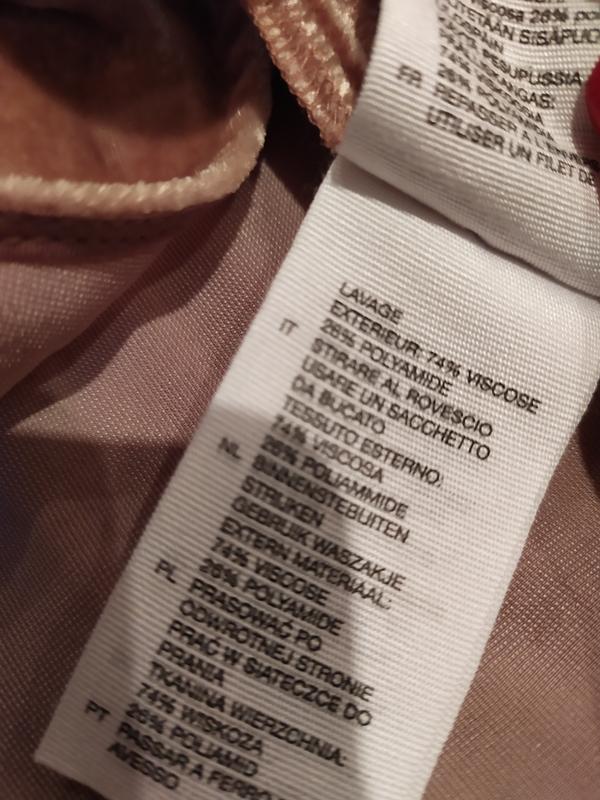 VISCOSA 26%
74%
FR REPASSER A L'
UTILISER UN FILET DE
LAVAGE
EXTERIEUR: 74% VISCOSE
26% POLYAMIDE
IT STIRARE AL ROVESCIO
USARE UN SACCHETTO
DA BUCATO
TESSUTO ESTERNO:
74% VISCOSA
26% POLIAMMIDE
NL BINNENSTEBUITEN
STRIJKEN
GEBRUIK WASZAKJE
EXTERN MATERIAAL:
74% VISCOSE
26% POLYAMIDE
PL PRASOWAĆ PO
ODWROTNEJ STRONIE
PRAĆ W SIATECZCE DO
PRANIA
TKANINA WIERZCHNIA:
74% WISKOZA
26% POLIAMID
PT PASSAR A FERRO
AVESSO